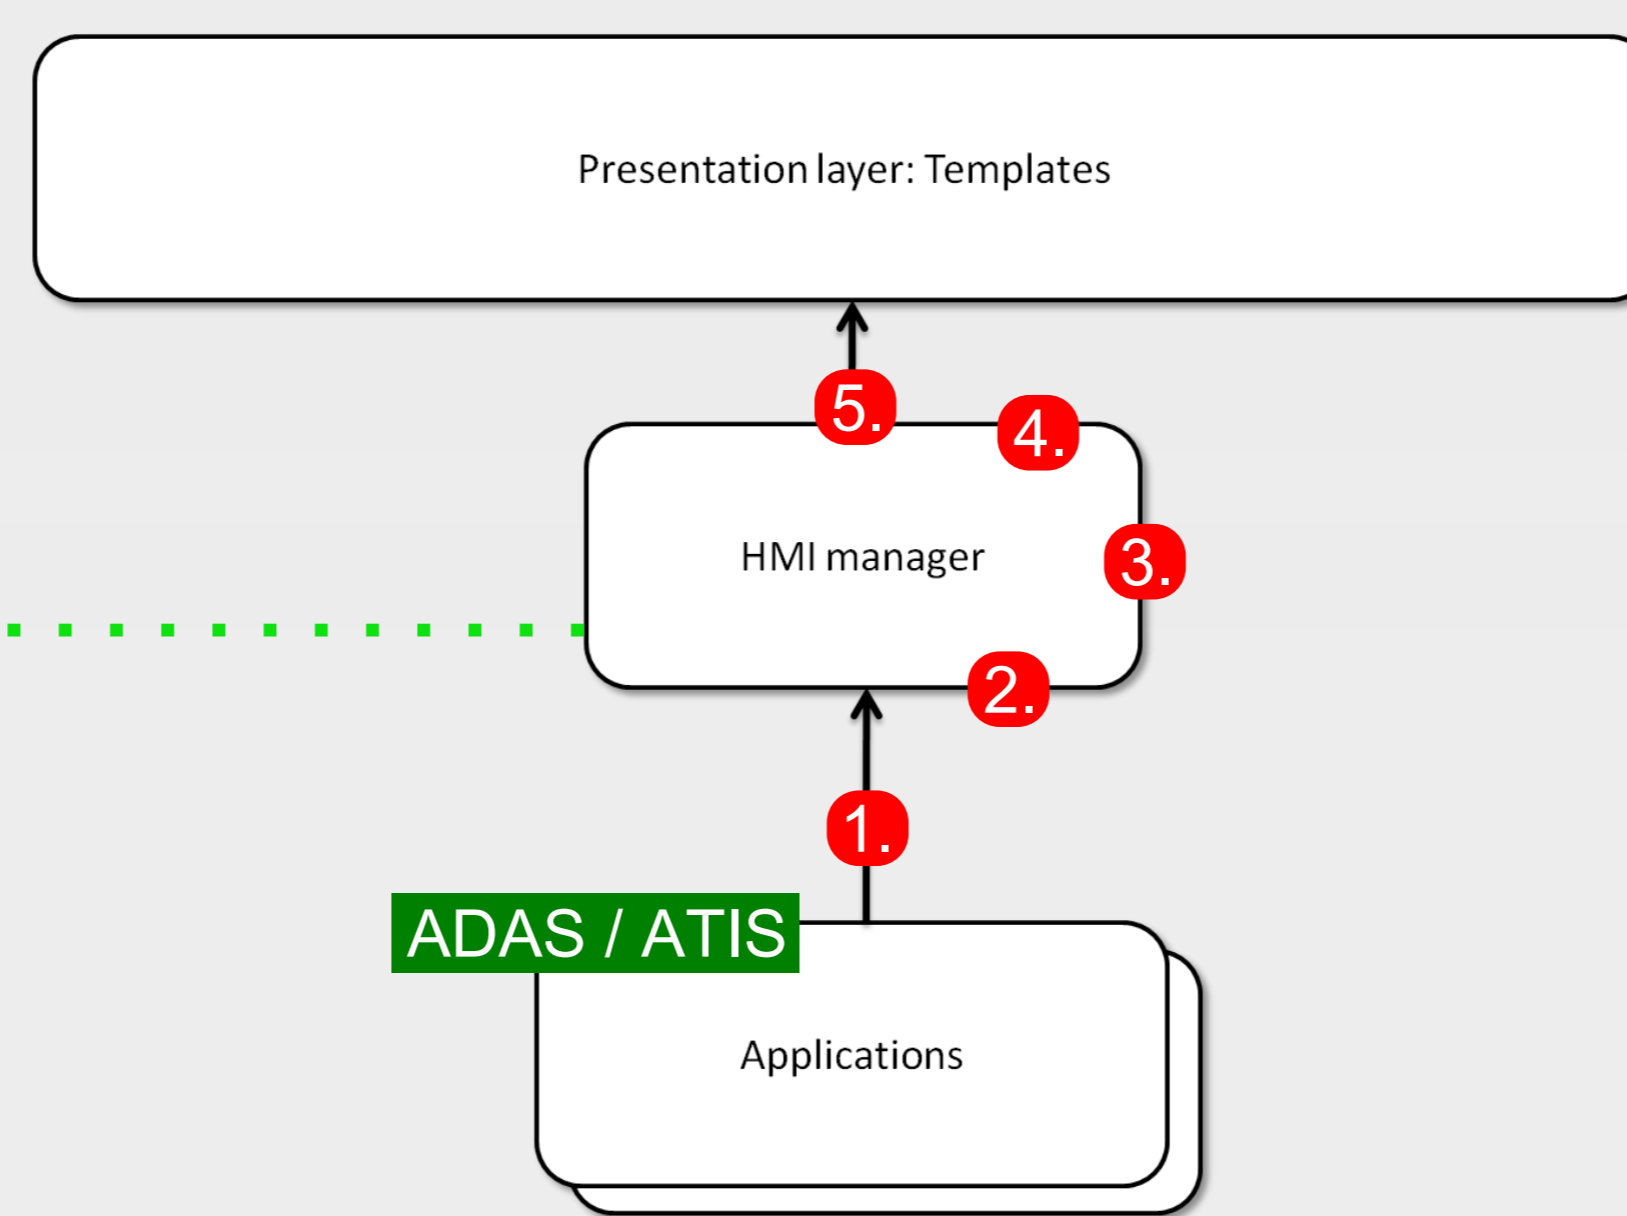 Presentation layer: Templates
5.
4.
HMI manager
3.
2.
1.
ADAS / ATIS
Applications